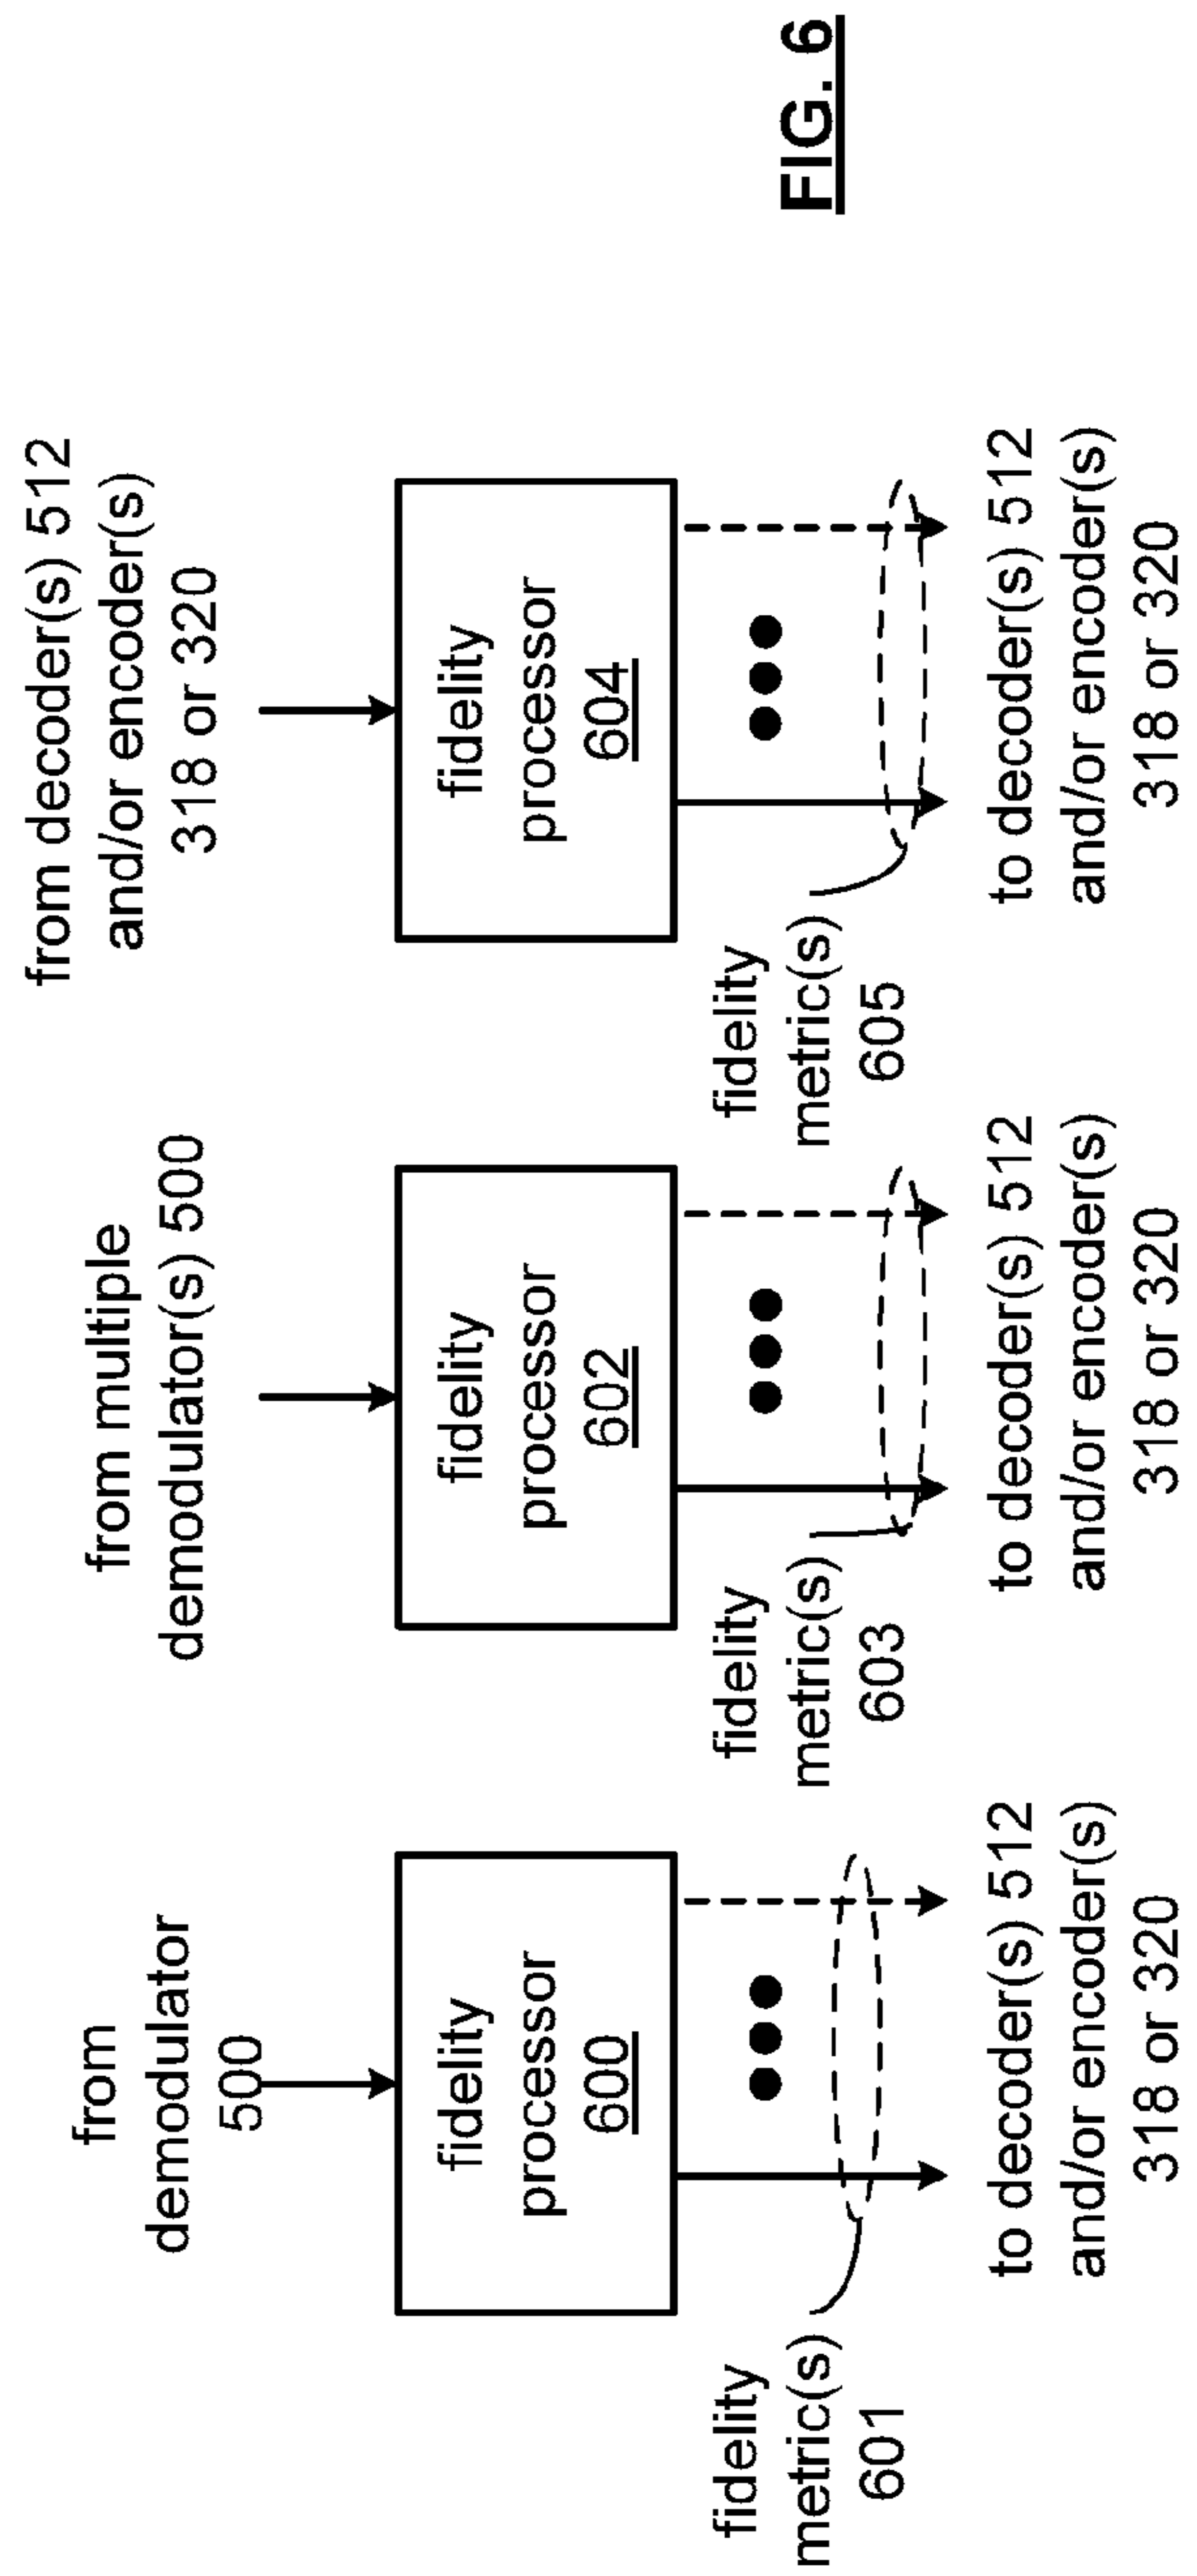 from
demodulator
500
fidelity
processor
600
fidelity
metric(s)
601
to decoder(s) 512
and/or encoder(s)
318 or 320
from multiple
demodulator(s) 500
fidelity
processor
602
fidelity
metric(s)
603
to decoder(s) 512
and/or encoder(s)
318 or 320
from decoder(s) 512
and/or encoder(s)
318 or 320
fidelity
processor
604
fidelity
metric(s)
605
to decoder(s) 512
and/or encoder(s)
318 or 320
FIG. 6